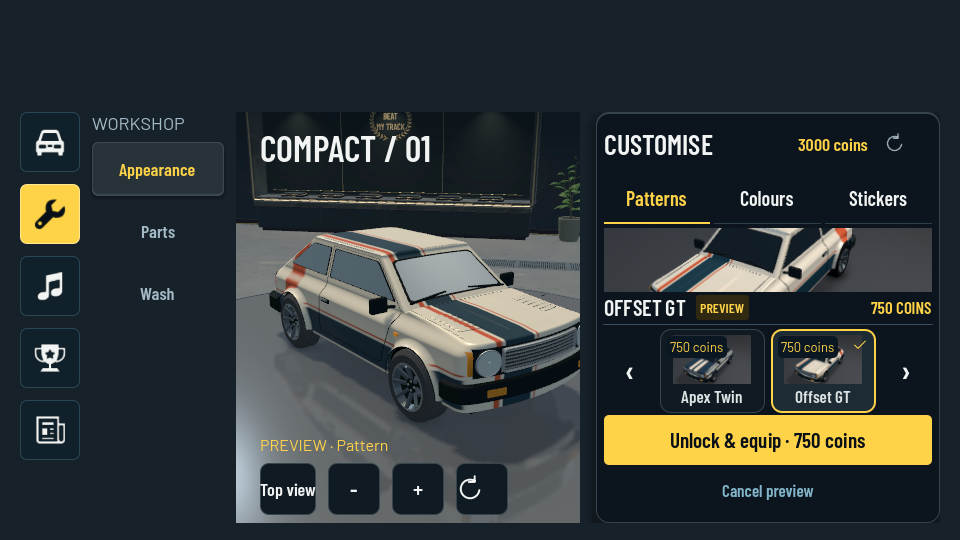 WORKSHOP
Appearance
Parts
Wash
BEAT
MY TRACK
COMPACT / 01
PREVIEW · Pattern
Top view
-
+
CUSTOMISE
3000 coins
Patterns
Colours
Stickers
OFFSET GT
PREVIEW
750 COINS
‹
750 coins
Apex Twin
750 coins
Offset GT
›
Unlock & equip · 750 coins
Cancel preview